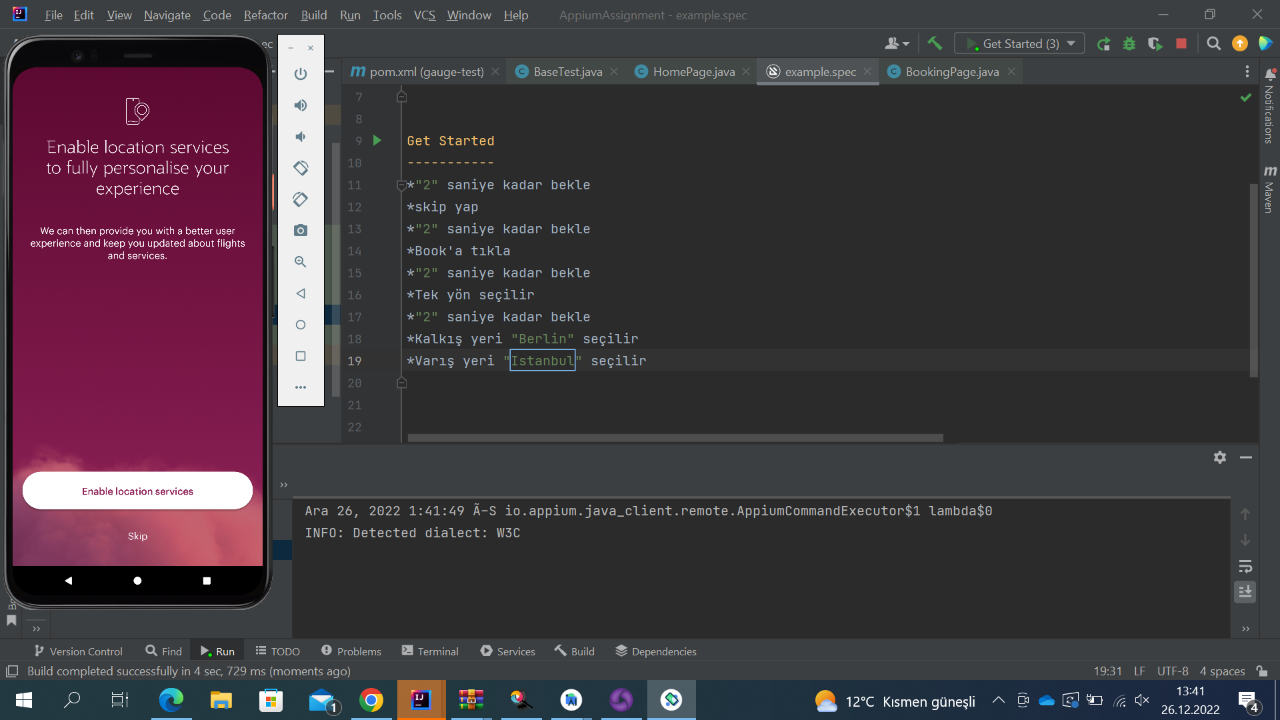 File Edit View Navigate Code Refactor Build Run Tools VCS Window Help AppiumAssignment - example.spec
Get Started (3)
pom.xml (gauge-test) BaseTest.java HomePage.java example.spec BookingPage.java
Enable location services
to fully personalise your
experience
We can then provide you with a better user
experience and keep you updated about flights
and services.
Enable location services
Skip
7
8
9 Get Started
10 -----------
11 *"2" saniye kadar bekle
12 *skip yap
13 *"2" saniye kadar bekle
14 *Book'a tıkla
15 *"2" saniye kadar bekle
16 *Tek yön seçilir
17 *"2" saniye kadar bekle
18 *Kalkış yeri "Berlin" seçilir
19 *Varış yeri "Istanbul" seçilir
20
21
22
Notifications
Maven
Ara 26, 2022 1:41:49 Ã-S io.appium.java_client.remote.AppiumCommandExecutor$1 lambda$0
INFO: Detected dialect: W3C
Version Control Find Run TODO Problems Terminal Services Build Dependencies
Build completed successfully in 4 sec, 729 ms (moments ago) 19:31 LF UTF-8 4 spaces
1 12°C Kısmen güneşli 13:41
26.12.2022 4